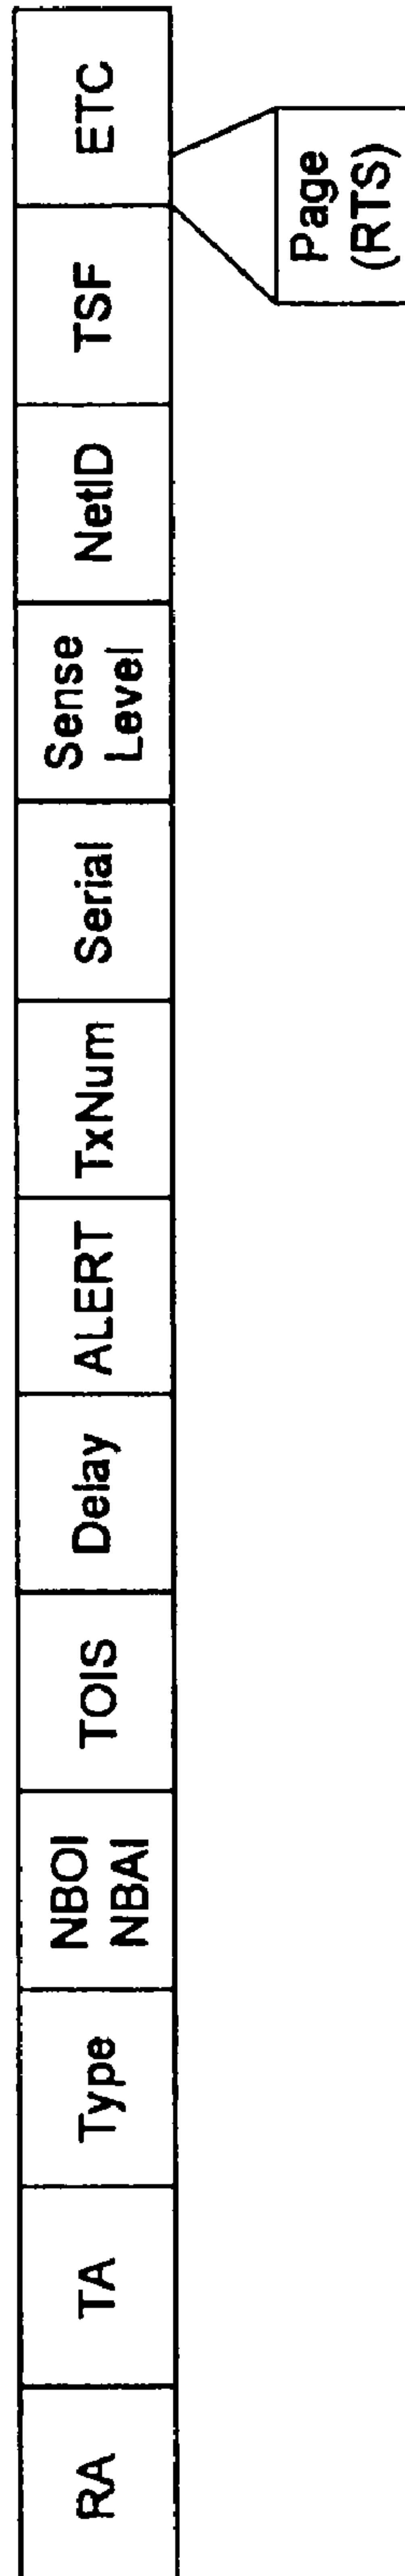 RA
TA
Type
NBOI
NBAI
TOIS
Delay
ALERT
TxNum
Serial
Sense
Level
NetID
TSF
ETC
Page
(RTS)